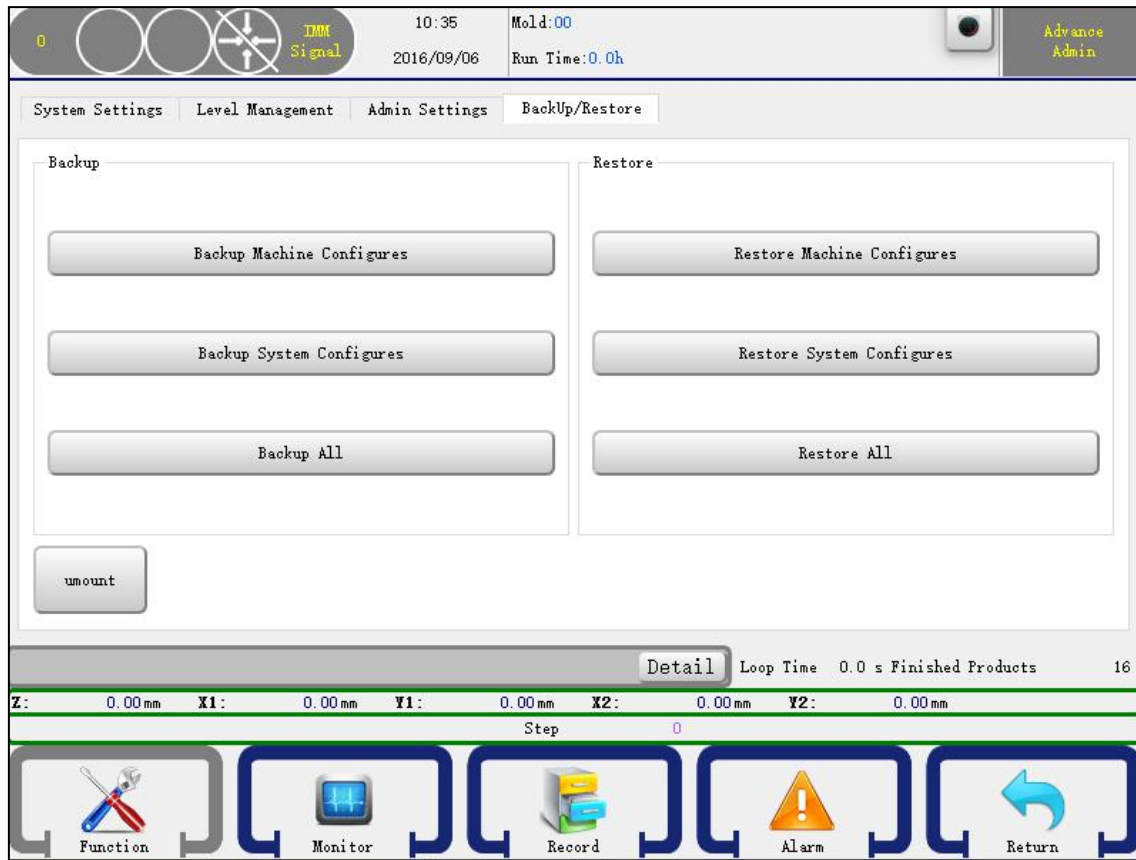 0
IMM
Signal
10:35
2016/09/06
Mold:00
Run Time:0.0h
Advance
Admin
System Settings
Level Management
Admin Settings
BackUp/Restore
Backup
Restore
Backup Machine Configures
Restore Machine Configures
Backup System Configures
Restore System Configures
Backup All
Restore All
umount
Detail
Loop Time 0.0 s Finished Products 16
Z: 0.00mm X1: 0.00mm Y1: 0.00mm X2: 0.00mm Y2: 0.00mm
Step 0
Function
Monitor
Record
Alarm
Return